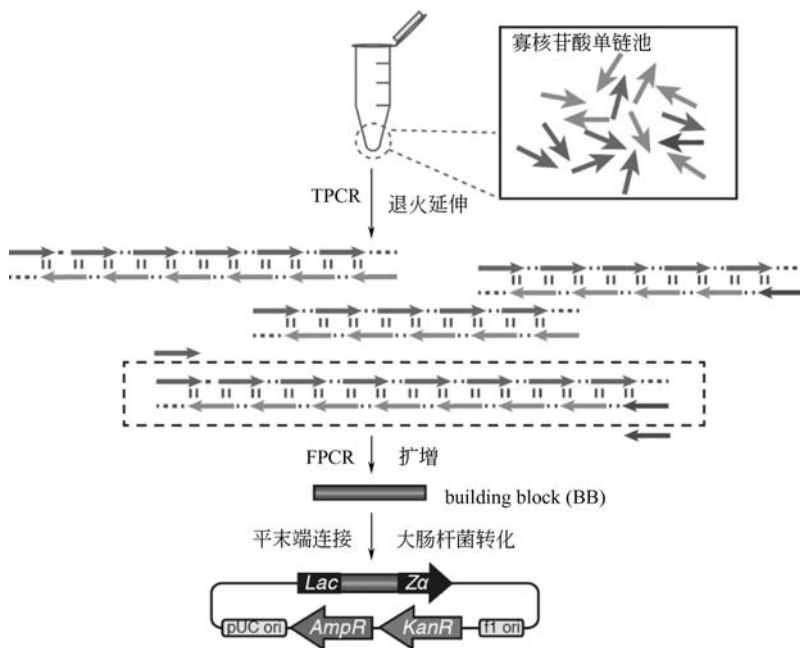 寡核苷酸单链池
TPCR 退火延伸
FPCR 扩增
building block (BB)
平末端连接 大肠杆菌转化
Lac Zα
pUC ori AmpR KanR f1 ori